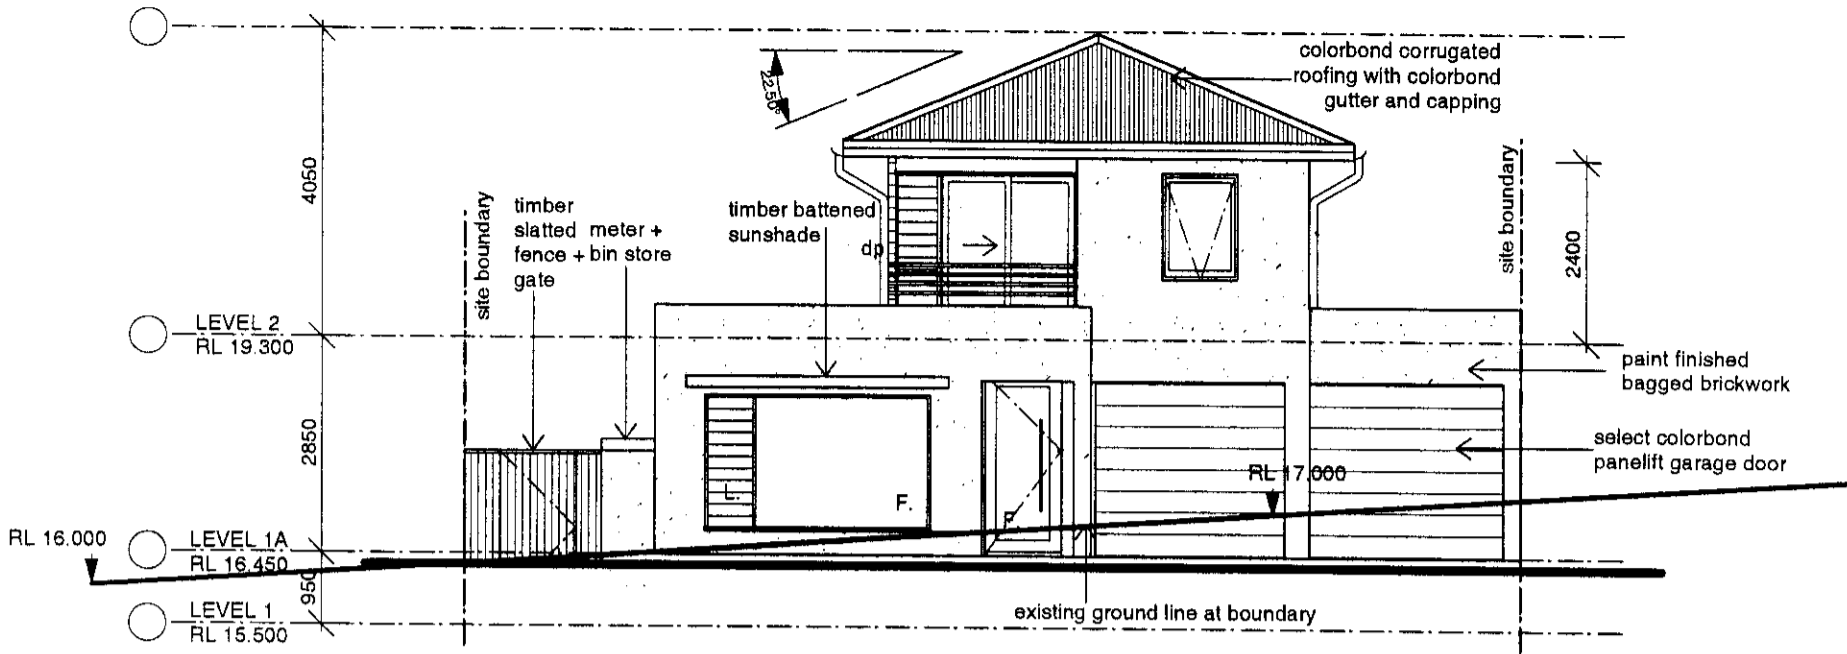 colorbond corrugated
roofing with colorbond
gutter and capping
22.50°
4050
site boundary
timber
slatted meter +
fence + bin store
gate
timber battened
sunshade
dp
site boundary
2400
LEVEL 2
RL 19.300
paint finished
bagged brickwork
2850
select colorbond
panelift garage door
RL 17.000
L.
F.
P.
RL 16.000
LEVEL 1A
RL 16.450
950
LEVEL 1
RL 15.500
existing ground line at boundary